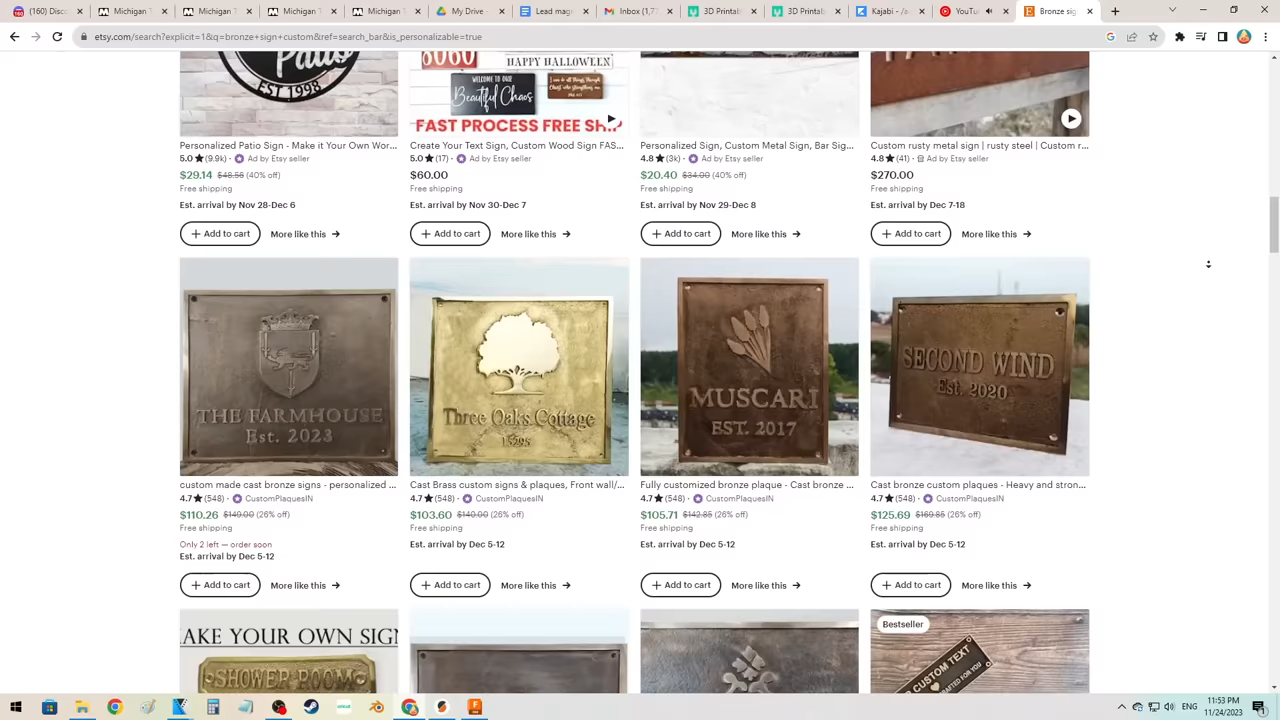 (160) Disco
Michigan
Michigan T
Michigan T
My Drive
Lead mag
Inbox (1,7
3D Printab
3D Printab
Kajabi - /
YouTu
Bronze sig
etsy.com/search?explicit=1&q=bronze+sign+custom&ref=search_bar&is_personalizable=true
Patio
EST 1998
HAPPY HALLOWEEN
WELCOME TO OUR
Beautiful Chaos
FAST PROCESS FREE SHIP
Personalized Patio Sign - Make it Your Own Wor...
5.0 (9.9k) · Ad by Etsy seller
$29.14 $48.56 (40% off)
Free shipping
Est. arrival by Nov 28-Dec 6
Add to cart More like this
Create Your Text Sign, Custom Wood Sign FAS...
5.0 (17) · Ad by Etsy seller
$60.00
Free shipping
Est. arrival by Nov 30-Dec 7
Add to cart More like this
Personalized Sign, Custom Metal Sign, Bar Sig...
4.8 (3k) · Ad by Etsy seller
$20.40 $34.00 (40% off)
Free shipping
Est. arrival by Nov 29-Dec 8
Add to cart More like this
Custom rusty metal sign | rusty steel | Custom r...
4.8 (41) · Ad by Etsy seller
$270.00
Free shipping
Est. arrival by Dec 7-18
Add to cart More like this
THE FARMHOUSE
Est. 2023
custom made cast bronze signs - personalized ...
4.7 (548) · CustomPlaquesIN
$110.26 $149.00 (26% off)
Free shipping
Only 2 left — order soon
Est. arrival by Dec 5-12
Add to cart More like this
Three Oaks Cottage
Cast Brass custom signs & plaques, Front wall/...
4.7 (548) · CustomPlaquesIN
$103.60 $140.00 (26% off)
Free shipping
Est. arrival by Dec 5-12
Add to cart More like this
MUSCARI
EST. 2017
Fully customized bronze plaque - Cast bronze ...
4.7 (548) · CustomPlaquesIN
$105.71 $142.85 (26% off)
Free shipping
Est. arrival by Dec 5-12
Add to cart More like this
SECOND WIND
Est. 2020
Cast bronze custom plaques - Heavy and stron...
4.7 (548) · CustomPlaquesIN
$125.69 $169.85 (26% off)
Free shipping
Est. arrival by Dec 5-12
Add to cart More like this
MAKE YOUR OWN SIGN
SHOWER ROOM
Bestseller
CUSTOM TEXT
ENG
11:53 PM
11/24/2023